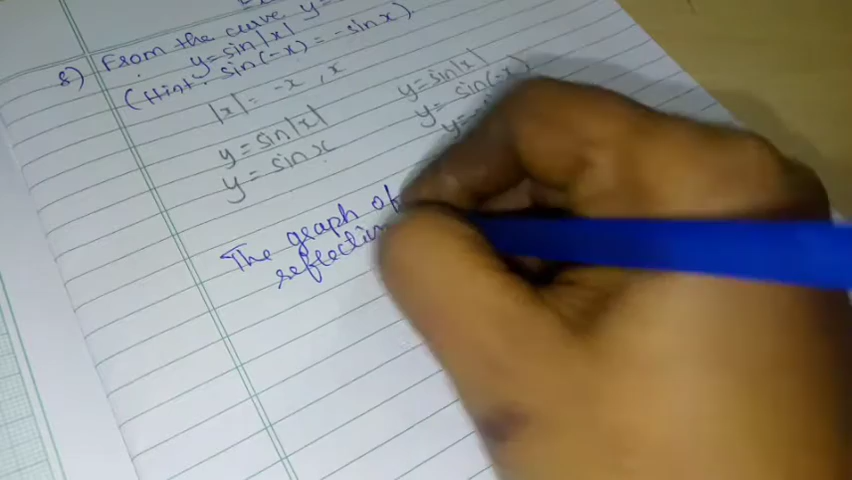 8) From the curve y=
y=sin|x|
(Hint: sin(-x) = -sin x)
|x| = -x , x
y = sin|x|
y = sin x
y = sin|x|
y = sin(-x)
y = -
The graph of
reflection